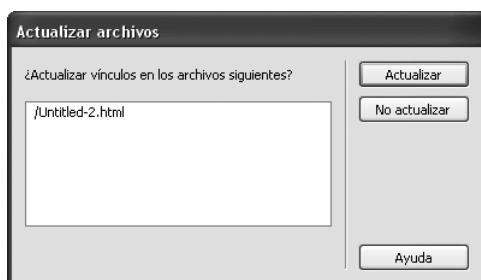 Actualizar archivos
¿Actualizar vínculos en los archivos siguientes?
/Untitled-2.html
Actualizar
No actualizar
Ayuda